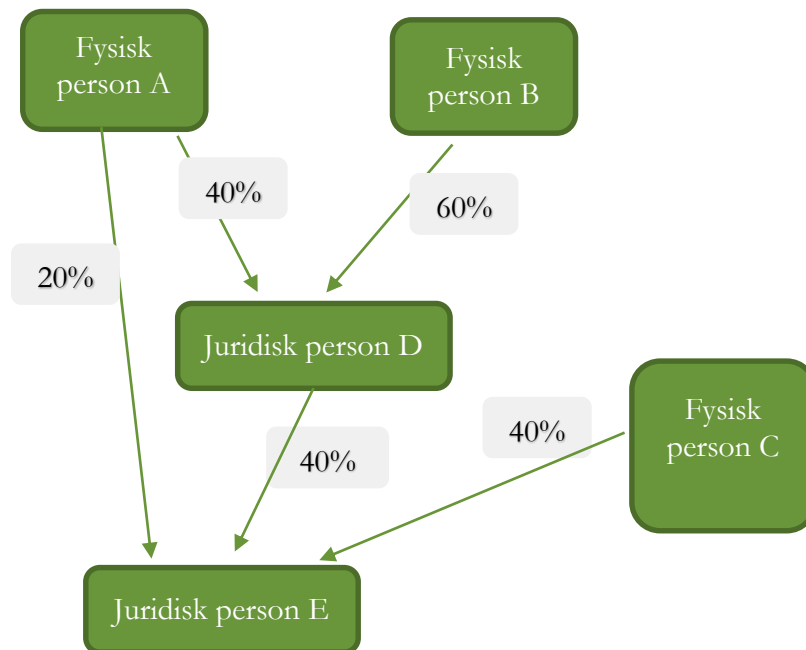 Fysisk
person A
Fysisk
person B
40%
60%
20%
Juridisk person D
Fysisk
person C
40%
40%
Juridisk person E